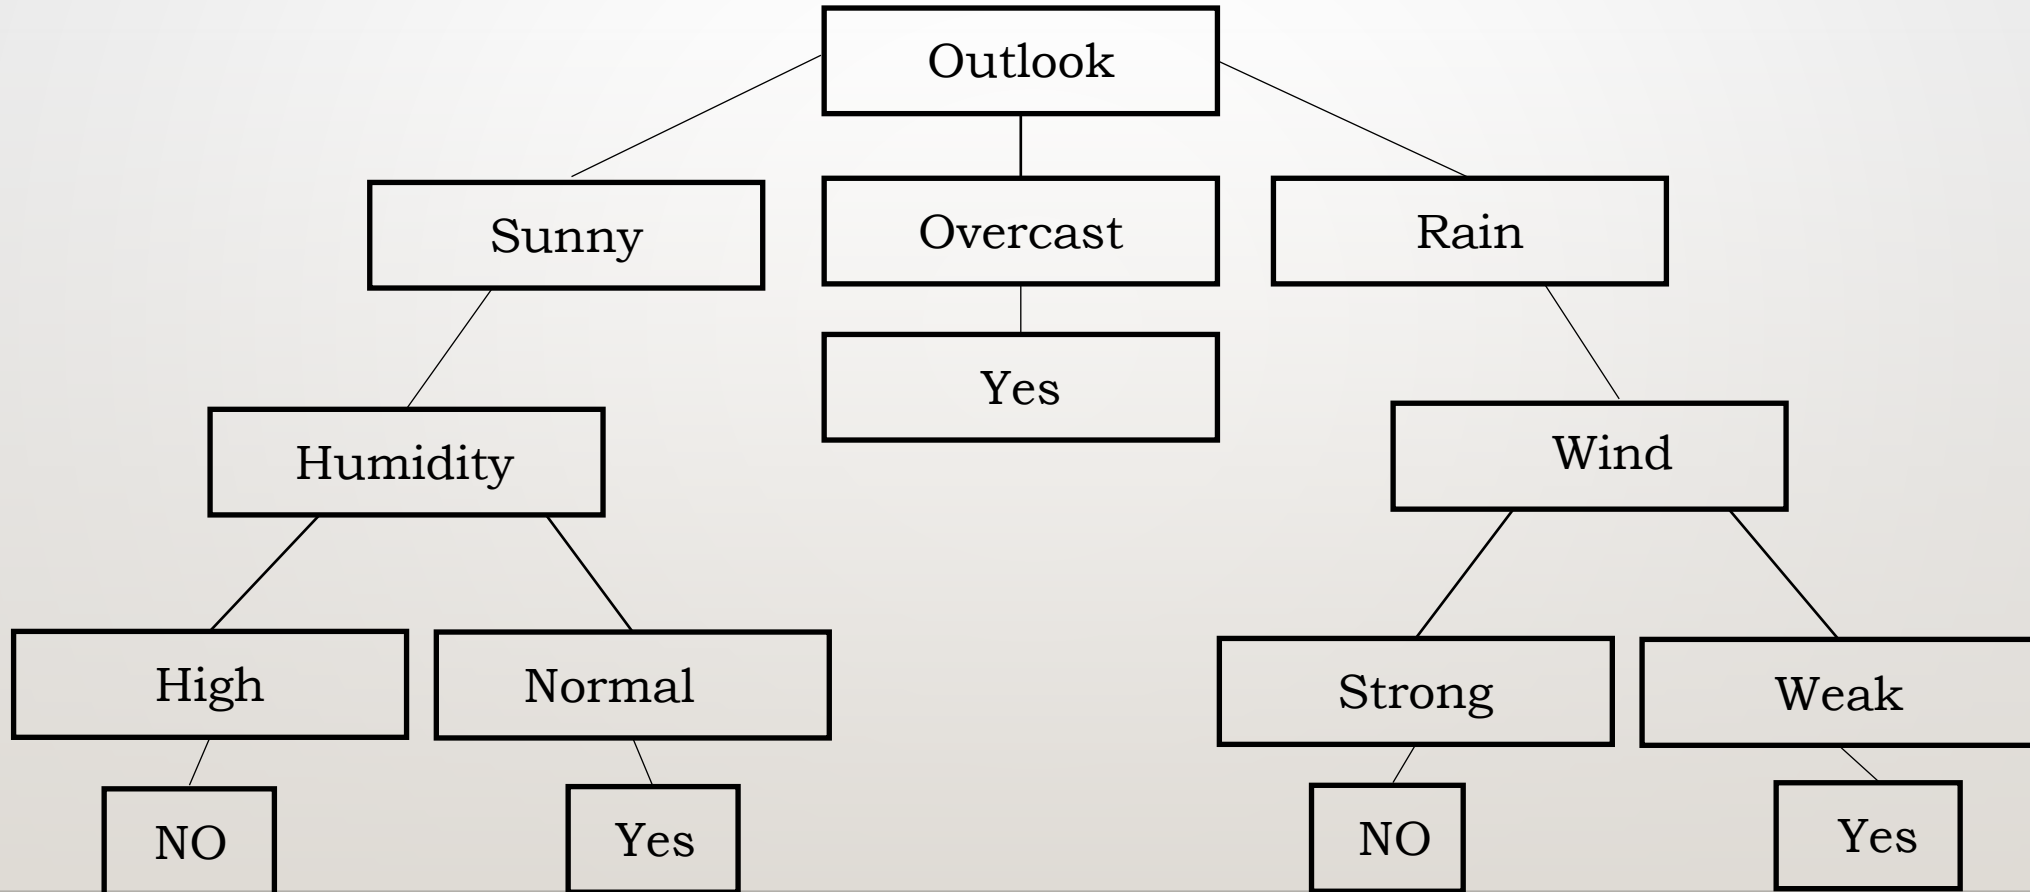 Outlook
Sunny
Overcast
Rain
Yes
Humidity
Wind
High
Normal
Strong
Weak
NO
Yes
NO
Yes